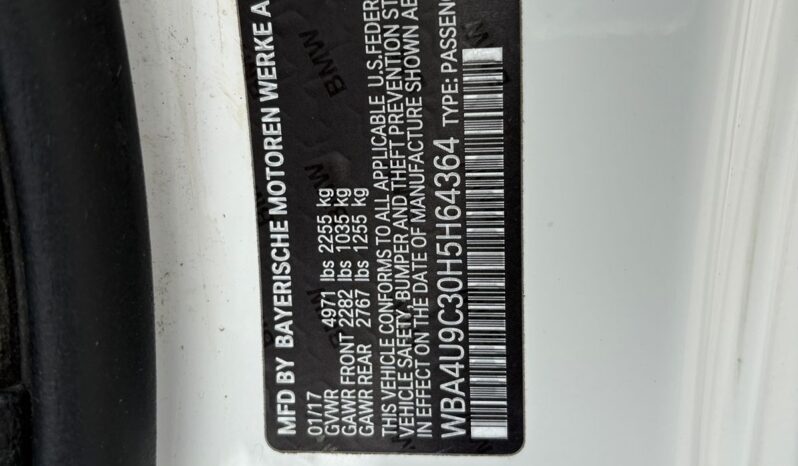 MFD BY BAYERISCHE MOTOREN WERKE A
01/17
GVWR 4971 lbs 2255 kg
GAWR FRONT 2282 lbs 1035 kg
GAWR REAR 2767 lbs 1255 kg
THIS VEHICLE CONFORMS TO ALL APPLICABLE U.S.FEDER
VEHICLE SAFETY, BUMPER AND THEFT PREVENTION ST
IN EFFECT ON THE DATE OF MANUFACTURE SHOWN AB
WBA4U9C30H5H64364 TYPE: PASSENG
BMW